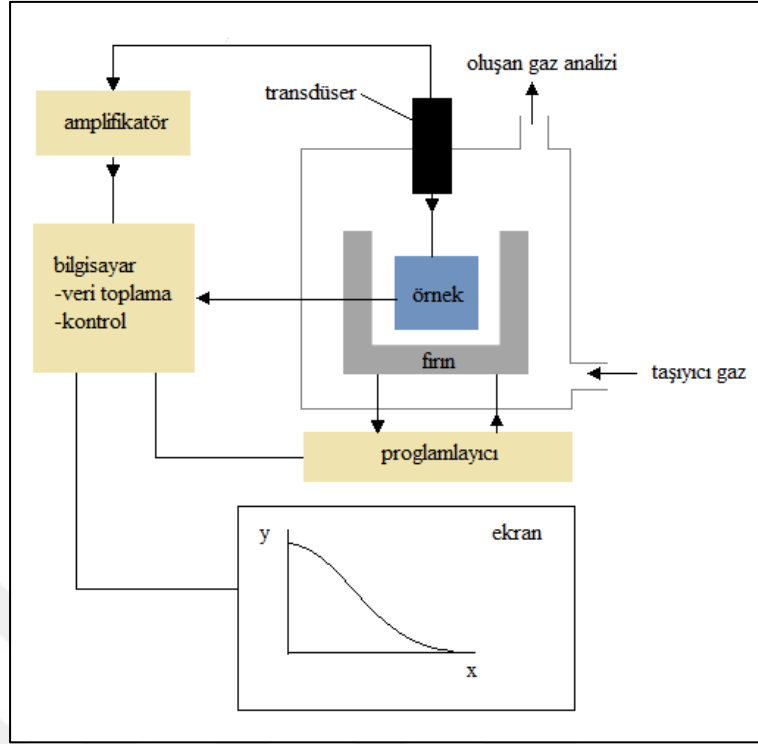 oluşan gaz analizi
transdüser
amplifikatör
bilgisayar
-veri toplama
-kontrol
örnek
fırın
taşıyıcı gaz
proglamlayıcı
y
ekran
x